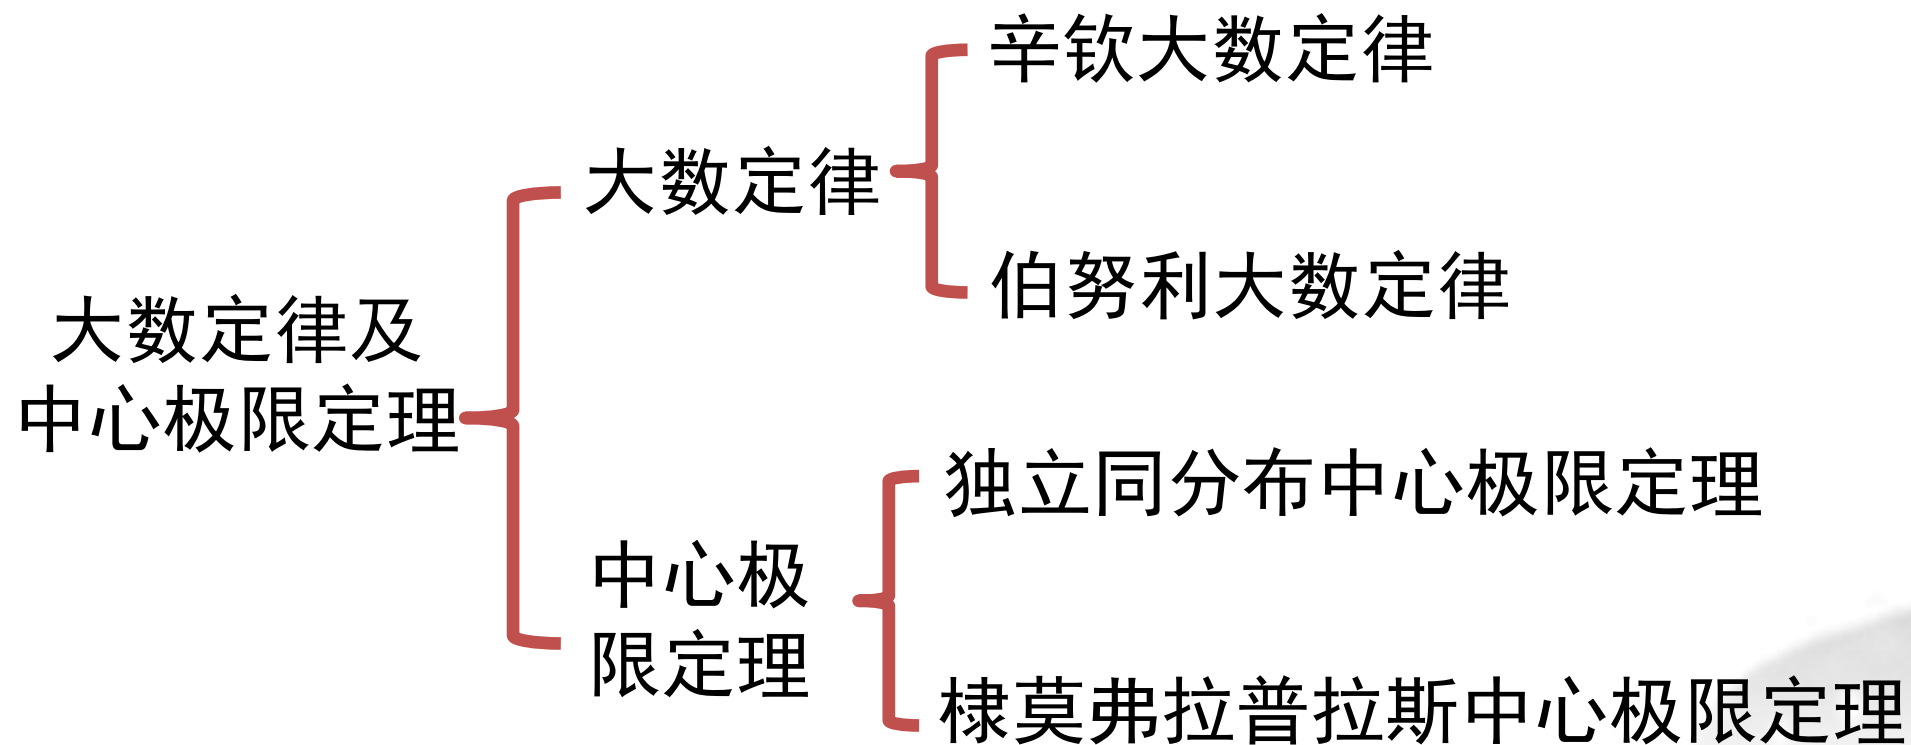 大数定律及
中心极限定理
大数定律
辛钦大数定律
伯努利大数定律
中心极
限定理
独立同分布中心极限定理
棣莫弗拉普拉斯中心极限定理